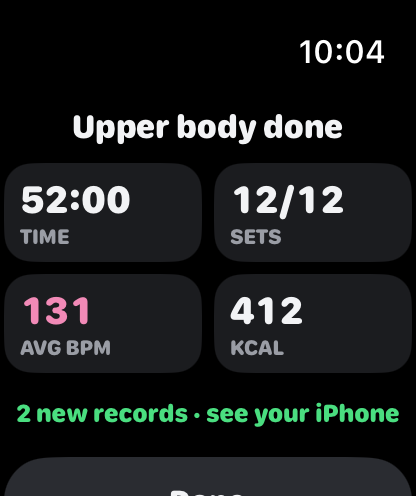 10:04
Upper body done
52:00 12/12
TIME SETS
131 412
AVG BPM KCAL
2 new records · see your iPhone